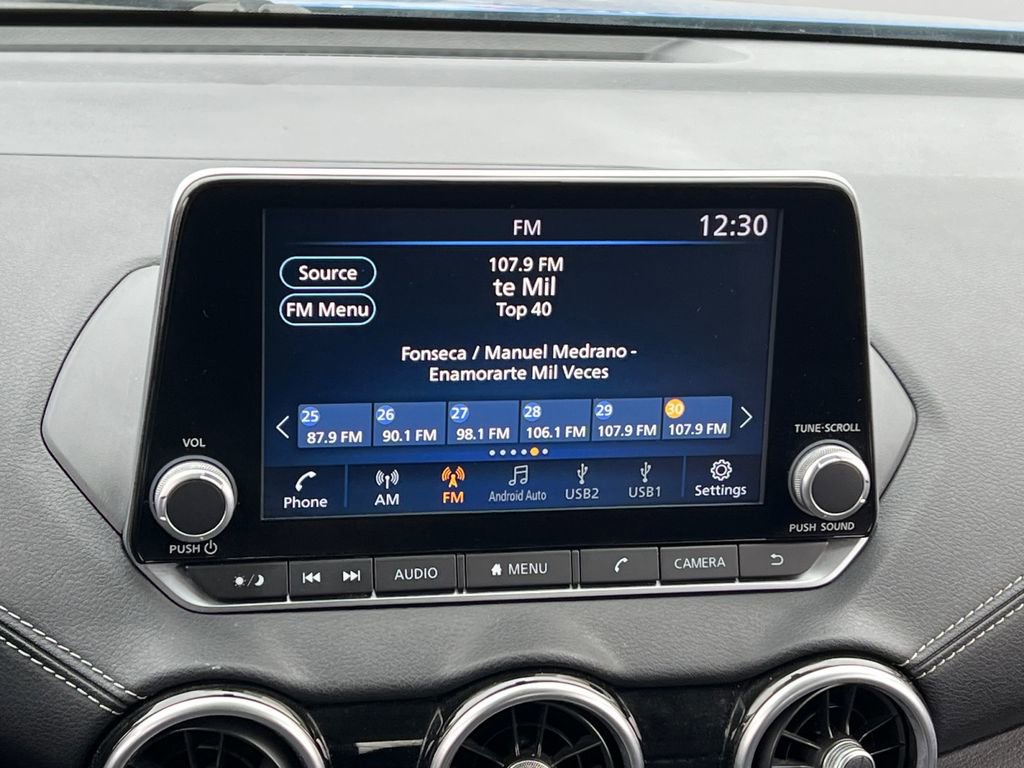 FM
12:30
Source
107.9 FM
te Mil
FM Menu
Top 40
Fonseca / Manuel Medrano -
Enamorarte Mil Veces
25
26
27
28
29
30
87.9 FM
90.1 FM
98.1 FM
106.1 FM
107.9 FM
107.9 FM
Phone
AM
FM
Android Auto
USB2
USB1
Settings
VOL
PUSH
TUNE·SCROLL
PUSH SOUND
AUDIO
MENU
CAMERA